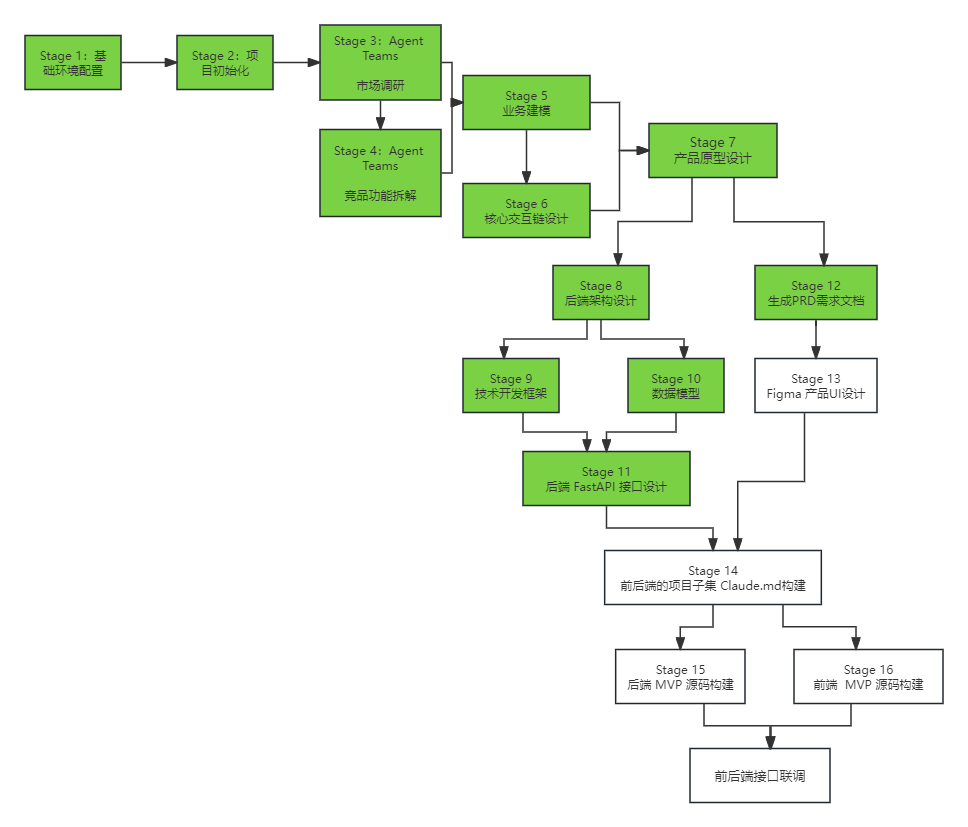 Stage 1：基
础环境配置
Stage 2：项
目初始化
Stage 3：Agent
Teams
市场调研
Stage 4：Agent
Teams
竞品功能拆解
Stage 5
业务建模
Stage 6
核心交互链设计
Stage 7
产品原型设计
Stage 8
后端架构设计
Stage 12
生成PRD需求文档
Stage 9
技术开发框架
Stage 10
数据模型
Stage 13
Figma 产品UI设计
Stage 11
后端 FastAPI 接口设计
Stage 14
前后端的项目子集 Claude.md构建
Stage 15
后端 MVP 源码构建
Stage 16
前端  MVP 源码构建
前后端接口联调